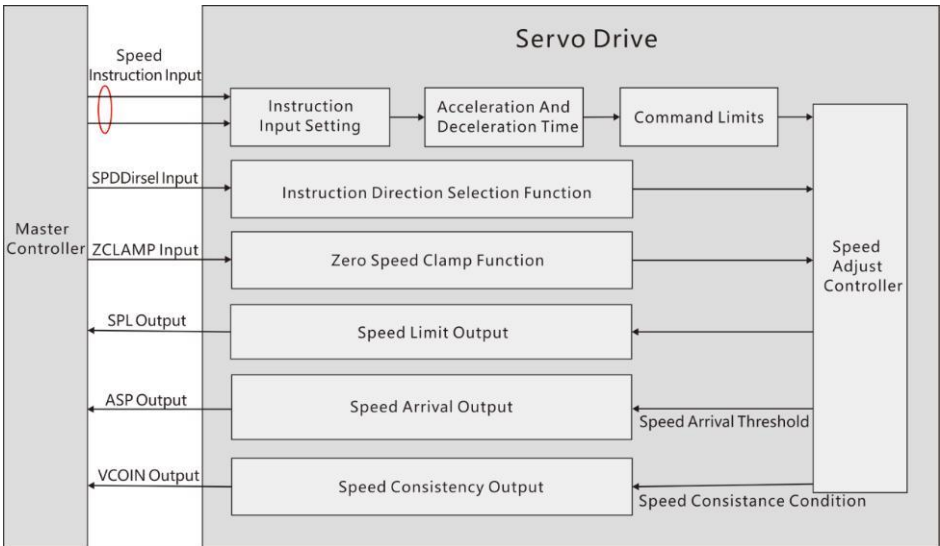 Servo Drive
Speed
Instruction Input
Instruction
Input Setting
Acceleration And
Deceleration Time
Command Limits
SPDDirsel Input
Instruction Direction Selection Function
Master
Controller
ZCLAMP Input
Zero Speed Clamp Function
Speed
Adjust
Controller
SPL Output
Speed Limit Output
ASP Output
Speed Arrival Output
Speed Arrival Threshold
VCOIN Output
Speed Consistency Output
Speed Consistance Condition